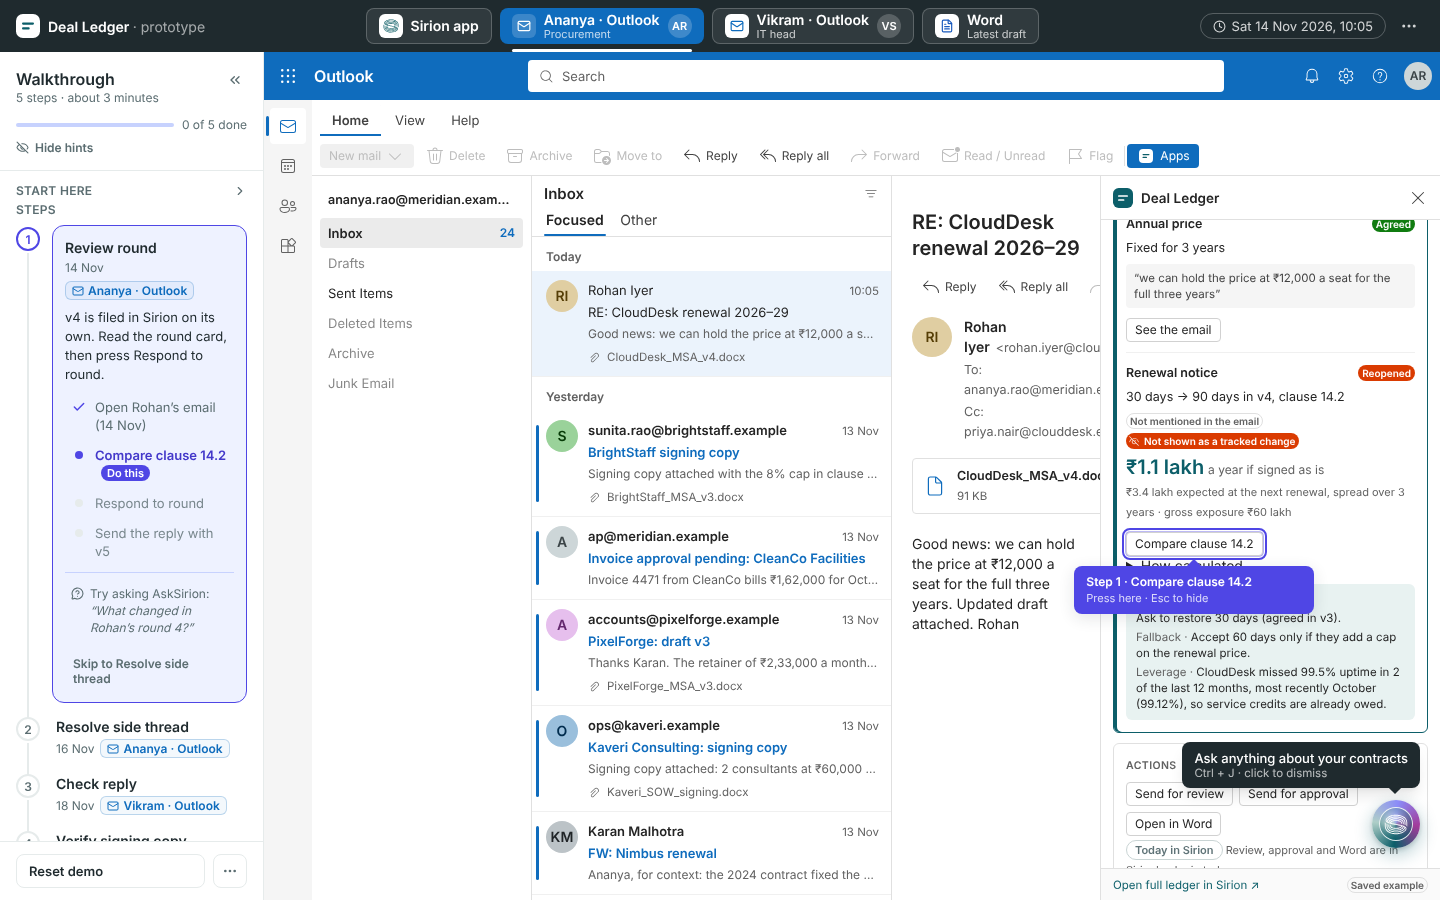 Deal Ledger · prototype
Sirion app
Ananya · Outlook
Procurement
AR
Vikram · Outlook
IT head
VS
Word
Latest draft
Sat 14 Nov 2026, 10:05
Walkthrough
5 steps · about 3 minutes
0 of 5 done
Hide hints
START HERE
STEPS
1
Review round
14 Nov
Ananya · Outlook
v4 is filed in Sirion on its
own. Read the round card,
then press Respond to
round.
Open Rohan’s email
(14 Nov)
Compare clause 14.2
Do this
Respond to round
Send the reply with
v5
Try asking AskSirion:
“What changed in
Rohan’s round 4?”
Skip to Resolve side
thread
2
Resolve side thread
16 Nov
Ananya · Outlook
3
Check reply
18 Nov
Vikram · Outlook
Verify signing copy
Reset demo
Outlook
Search
AR
Home
View
Help
New mail
Delete
Archive
Move to
Reply
Reply all
Forward
Read / Unread
Flag
Apps
ananya.rao@meridian.exam...
Inbox
24
Drafts
Sent Items
Deleted Items
Archive
Junk Email
Inbox
Focused
Other
Today
RI
Rohan Iyer
10:05
RE: CloudDesk renewal 2026–29
Good news: we can hold the price at ₹12,000 a s...
CloudDesk_MSA_v4.docx
Yesterday
S
sunita.rao@brightstaff.example
13 Nov
BrightStaff signing copy
Signing copy attached with the 8% cap in clause ...
BrightStaff_MSA_v3.docx
A
ap@meridian.example
13 Nov
Invoice approval pending: CleanCo Facilities
Invoice 4471 from CleanCo bills ₹1,62,000 for Oct...
A
accounts@pixelforge.example
13 Nov
PixelForge: draft v3
Thanks Karan. The retainer of ₹2,33,000 a month...
PixelForge_MSA_v3.docx
O
ops@kaveri.example
13 Nov
Kaveri Consulting: signing copy
Signing copy attached: 2 consultants at ₹60,000 ...
Kaveri_SOW_signing.docx
KM
Karan Malhotra
13 Nov
FW: Nimbus renewal
Ananya, for context: the 2024 contract fixed the ...
RE: CloudDesk
renewal 2026–29
Reply
Reply all
RI
Rohan
Iyer <rohan.iyer@clou
To:
ananya.rao@meridian.e
Cc:
priya.nair@clouddesk.e
CloudDesk_MSA_v4.doc
91 KB
Good news: we can hold
the price at ₹12,000 a
seat for the full three
years. Updated draft
attached. Rohan
Deal Ledger
Annual price
Agreed
Fixed for 3 years
“we can hold the price at ₹12,000 a seat for the
full three years”
See the email
Renewal notice
Reopened
30 days → 90 days in v4, clause 14.2
Not mentioned in the email
Not shown as a tracked change
₹1.1 lakh a year if signed as is
₹3.4 lakh expected at the next renewal, spread over 3
years · gross exposure ₹60 lakh
Compare clause 14.2
Step 1 · Compare clause 14.2
Press here · Esc to hide
Ask to restore 30 days (agreed in v3).
Fallback · Accept 60 days only if they add a cap
on the renewal price.
Leverage · CloudDesk missed 99.5% uptime in 2
of the last 12 months, most recently October
(99.12%), so service credits are already owed.
ACTIONS
Ask anything about your contracts
Ctrl + J · click to dismiss
Send for review
Send for approval
Open in Word
Today in Sirion
Review, approval and Word are in
Open full ledger in Sirion ↗
Saved example